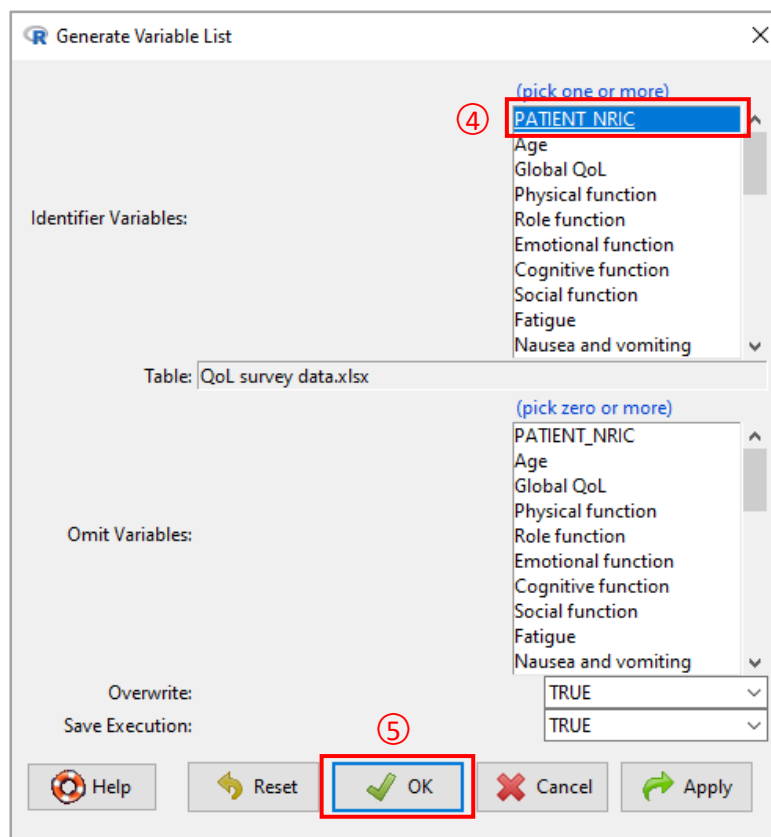 Generate Variable List
(pick one or more)
④
PATIENT_NRIC
Age
Global QoL
Physical function
Role function
Identifier Variables:
Emotional function
Cognitive function
Social function
Fatigue
Nausea and vomiting
Table: QoL survey data.xlsx
(pick zero or more)
PATIENT_NRIC
Age
Global QoL
Physical function
Omit Variables:
Role function
Emotional function
Cognitive function
Social function
Fatigue
Nausea and vomiting
Overwrite: TRUE
Save Execution: TRUE
⑤
Help Reset OK Cancel Apply